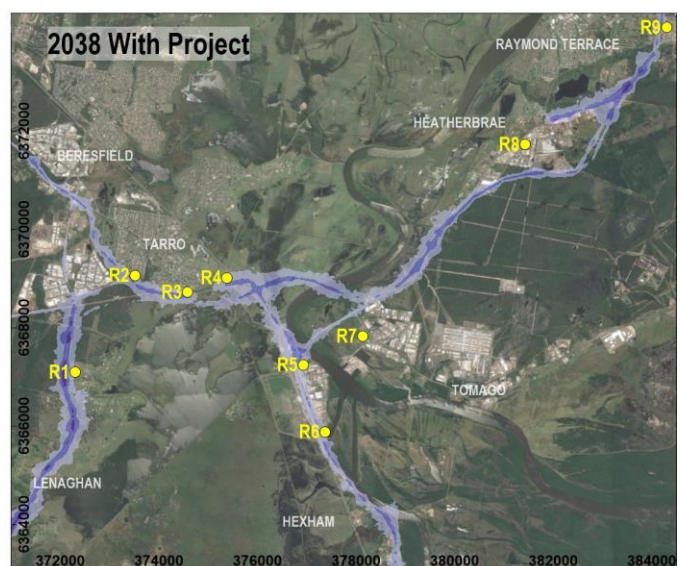 2038 With Project
R9
RAYMOND TERRACE
6372000
HEATHERBRAE
R8
BERESFIELD
6370000
TARRO
R2
R4
R3
6368000
R7
R5
R1
TOMAGO
6366000
R6
LENAGHAN
HEXHAM
6364000
372000 374000 376000 378000 380000 382000 384000